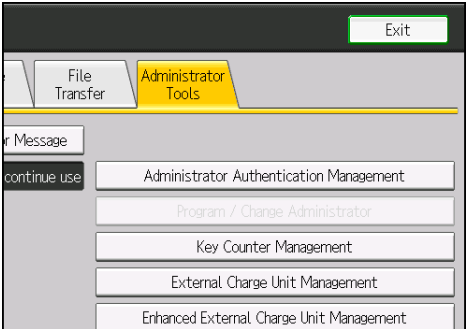 Exit
File
Transfer
Administrator
Tools
r Message
continue use
Administrator Authentication Management
Program / Change Administrator
Key Counter Management
External Charge Unit Management
Enhanced External Charge Unit Management